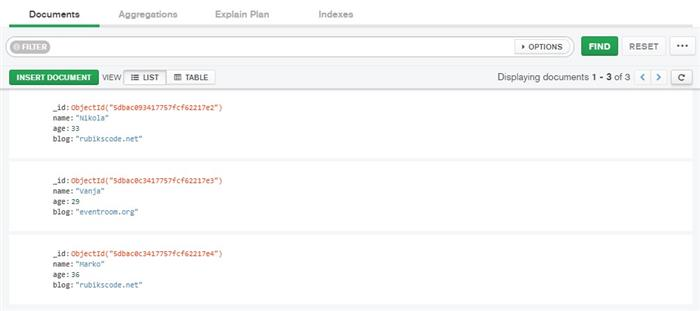 Documents Aggregations Explain Plan Indexes
FILTER OPTIONS FIND RESET ...
INSERT DOCUMENT VIEW LIST TABLE Displaying documents 1 - 3 of 3 < > C
_id:ObjectId("5dbac093417757fcf62217e2")
name:"Nikola"
age:33
blog:"rubikscode.net"
_id:ObjectId("5dbac0c3417757fcf62217e3")
name:"Vanja"
age:29
blog:"eventroom.org"
_id:ObjectId("5dbac0c3417757fcf62217e4")
name:"Marko"
age:36
blog:"rubikscode.net"